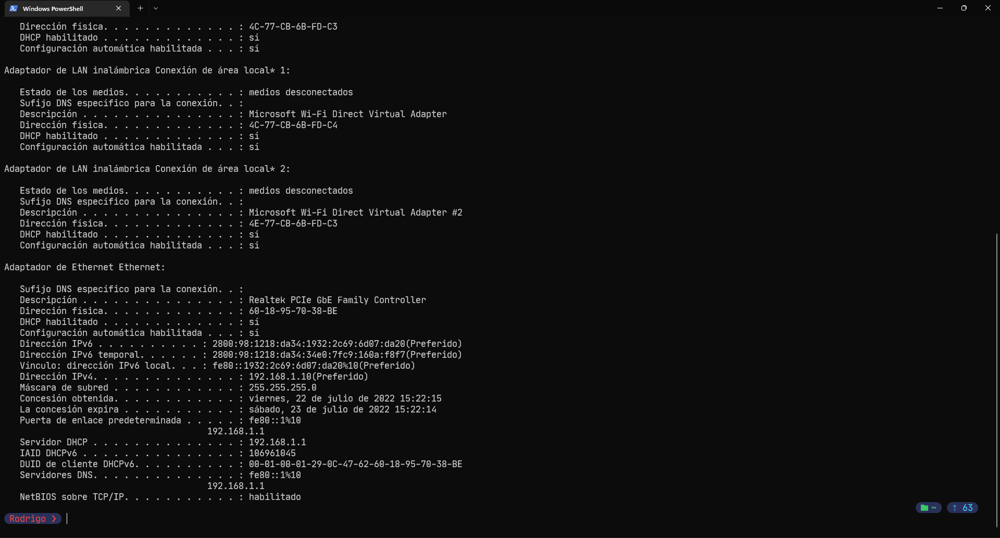 Windows PowerShell
Dirección física. . . . . . . . . . . . . : 4C-77-CB-6B-FD-C3
DHCP habilitado . . . . . . . . . . . . . : sí
Configuración automática habilitada . . . : sí
Adaptador de LAN inalámbrica Conexión de área local* 1:
Estado de los medios. . . . . . . . . . . : medios desconectados
Sufijo DNS específico para la conexión. . :
Descripción . . . . . . . . . . . . . . . : Microsoft Wi-Fi Direct Virtual Adapter
Dirección física. . . . . . . . . . . . . : 4C-77-CB-6B-FD-C4
DHCP habilitado . . . . . . . . . . . . . : sí
Configuración automática habilitada . . . : sí
Adaptador de LAN inalámbrica Conexión de área local* 2:
Estado de los medios. . . . . . . . . . . : medios desconectados
Sufijo DNS específico para la conexión. . :
Descripción . . . . . . . . . . . . . . . : Microsoft Wi-Fi Direct Virtual Adapter #2
Dirección física. . . . . . . . . . . . . : 4E-77-CB-6B-FD-C3
DHCP habilitado . . . . . . . . . . . . . : sí
Configuración automática habilitada . . . : sí
Adaptador de Ethernet Ethernet:
Sufijo DNS específico para la conexión. . :
Descripción . . . . . . . . . . . . . . . : Realtek PCIe GbE Family Controller
Dirección física. . . . . . . . . . . . . : 60-18-95-70-38-BE
DHCP habilitado . . . . . . . . . . . . . : sí
Configuración automática habilitada . . . : sí
Dirección IPv6 . . . . . . . . . . : 2800:98:1218:da34:1932:2c69:6d07:da20(Preferido)
Dirección IPv6 temporal. . . . . . : 2800:98:1218:da34:34e0:7fc9:160a:f8f7(Preferido)
Vínculo: dirección IPv6 local. . . : fe80::1932:2c69:6d07:da20%10(Preferido)
Dirección IPv4. . . . . . . . . . . . . . : 192.168.1.10(Preferido)
Máscara de subred . . . . . . . . . . . . : 255.255.255.0
Concesión obtenida. . . . . . . . . . . . : viernes, 22 de julio de 2022 15:22:15
La concesión expira . . . . . . . . . . . : sábado, 23 de julio de 2022 15:22:14
Puerta de enlace predeterminada . . . . . : fe80::1%10
192.168.1.1
Servidor DHCP . . . . . . . . . . . . . . : 192.168.1.1
IAID DHCPv6 . . . . . . . . . . . . . . . : 106961045
DUID de cliente DHCPv6. . . . . . . . . . : 00-01-00-01-29-0C-47-62-60-18-95-70-38-BE
Servidores DNS. . . . . . . . . . . . . . : fe80::1%10
192.168.1.1
NetBIOS sobre TCP/IP. . . . . . . . . . . : habilitado
~ ⇡ 63
Rodrigo ❯